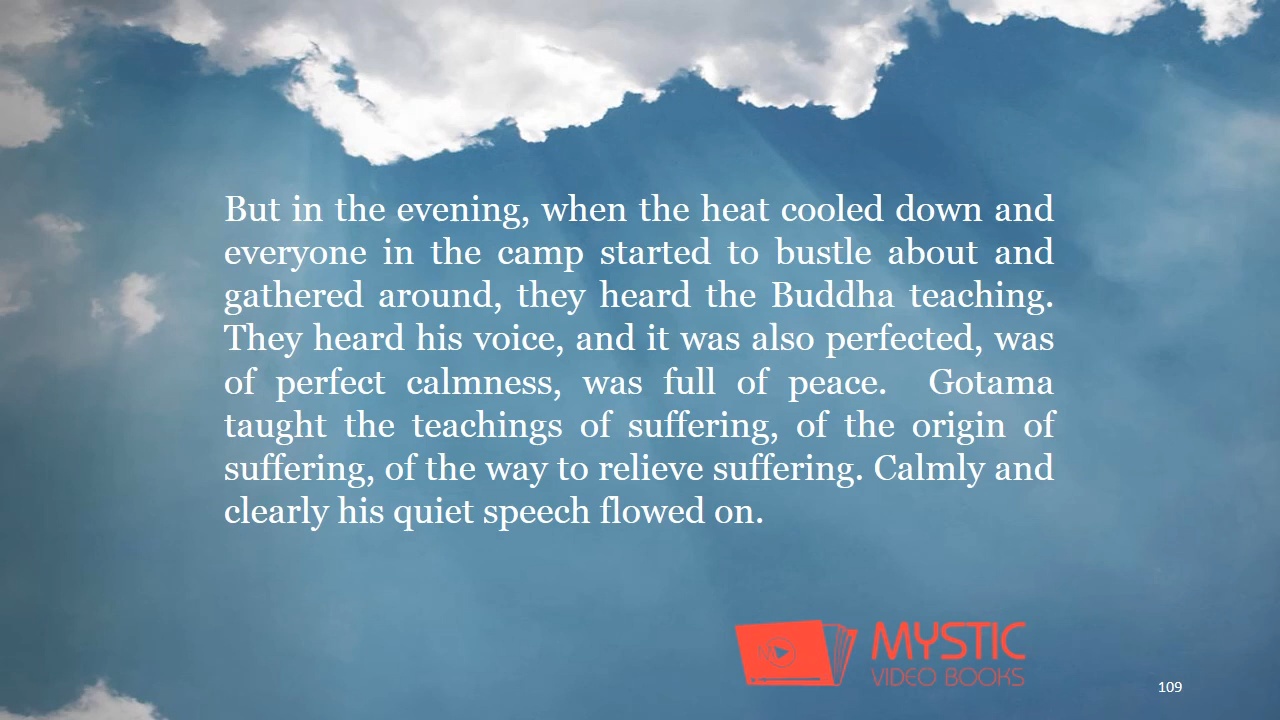 But in the evening, when the heat cooled down and
everyone in the camp started to bustle about and
gathered around, they heard the Buddha teaching.
They heard his voice, and it was also perfected, was
of perfect calmness, was full of peace.  Gotama
taught the teachings of suffering, of the origin of
suffering, of the way to relieve suffering. Calmly and
clearly his quiet speech flowed on.
MYSTIC
VIDEO BOOKS
109